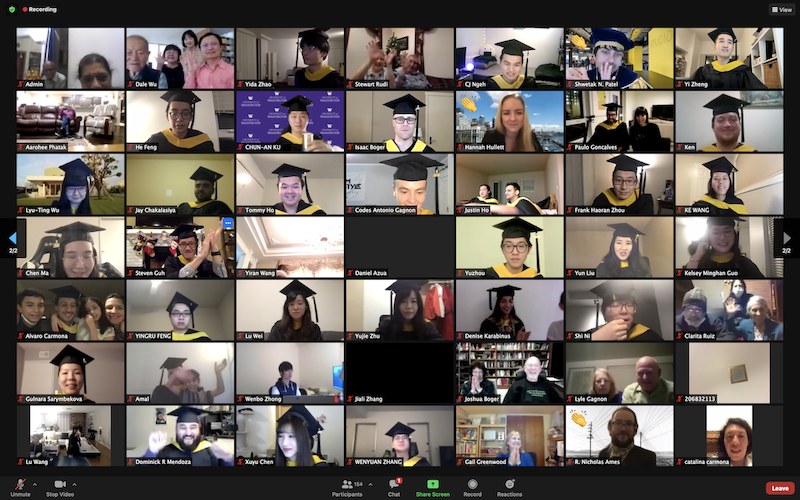 Recording
View
Admin
Dale Wu
Yida Zhao
Stewart Rudi
CJ Ngeh
Shwetak N. Patel
Yi Zheng
Aarohee Phatak
He Feng
CHUN-AN KU
Isaac Boger
Hannah Hullett
Paulo Goncalves
Ken
Lyu-Ting Wu
Jay Chakalasiya
Tommy Ho
Codes Antonio Gagnon
Justin Ho
Frank Haoran Zhou
KE WANG
2/2
2/2
Chen Ma
Steven Guh
Yiran Wang
Daniel Azua
Yuzhou
Yun Liu
Kelsey Minghan Guo
Alvaro Carmona
YINGRU FENG
Lu Wei
Yujie Zhu
Denise Karabinus
Shi Ni
Clarita Ruiz
Gulnara Sarymbekova
Amal
Wenbo Zhong
Jiali Zhang
Joshua Boger
Lyle Gagnon
206832113
Lu Wang
Dominick R Mendoza
Xuyu Chen
WENYUAN ZHANG
Gail Greenwood
R. Nicholas Ames
catalina carmona
Unmute
Stop Video
Participants
154
Chat
1
Share Screen
Record
Reactions
Leave